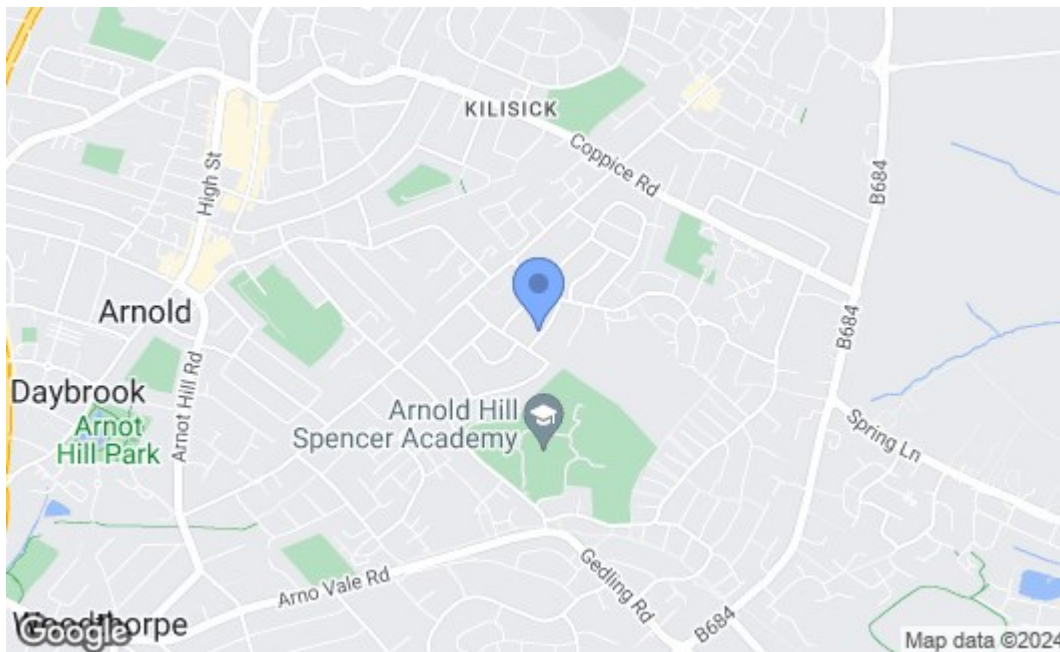 KILISICK
Coppice Rd
High St
B684
Arnold
B684
Daybrook
Arnot
Hill Park
Arnot Hill Rd
Arnold Hill
Spencer Academy
Spring Ln
Arno Vale Rd
Gedling Rd
B684
Woodthorpe
Google
Map data ©2024